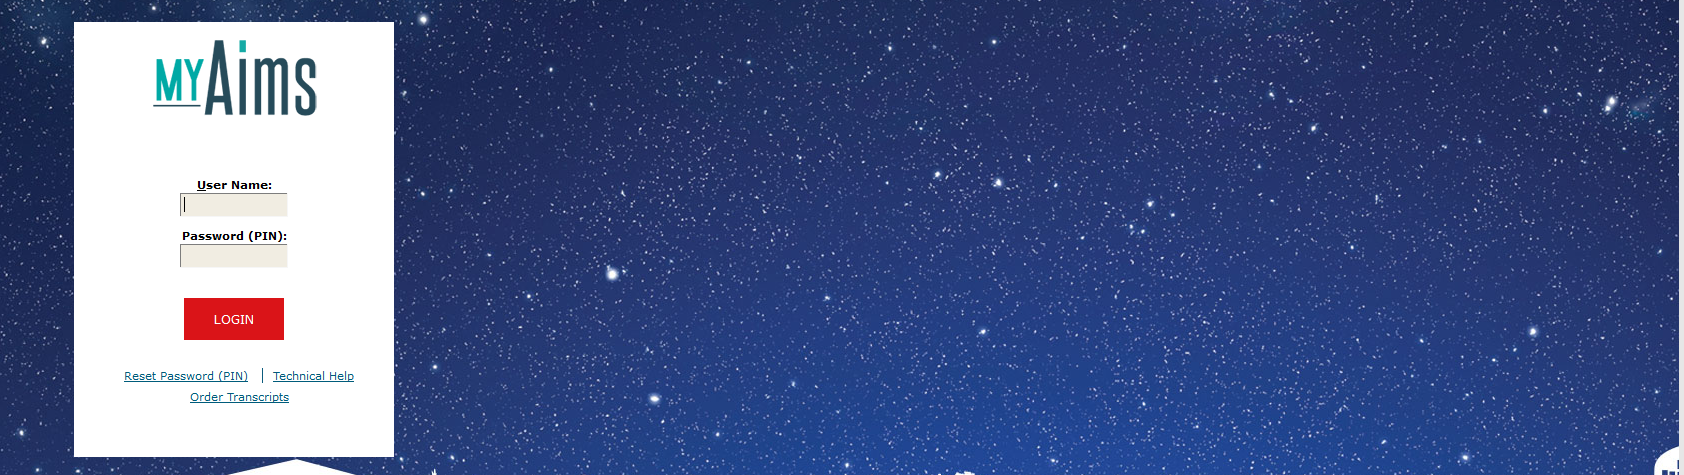 MYAims
User Name:
Password (PIN):
LOGIN
Reset Password (PIN) | Technical Help
Order Transcripts